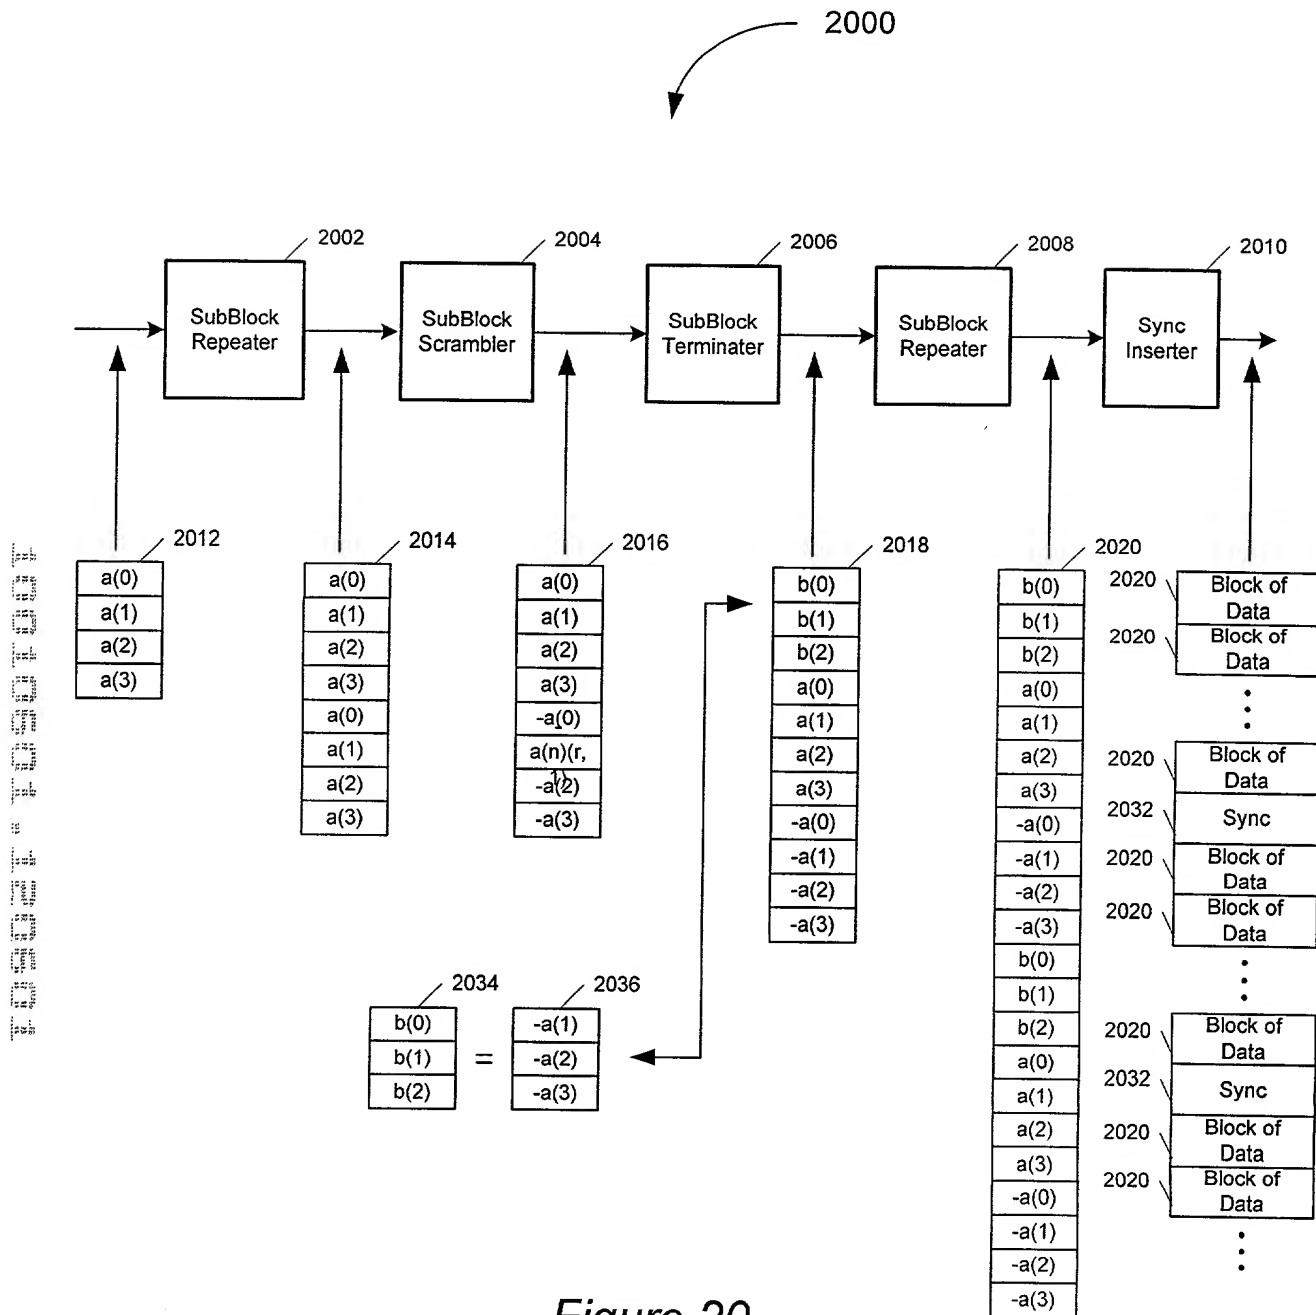 2000
2002
2004
2006
2008
2010
SubBlock
Repeater
SubBlock
Scrambler
SubBlock
Terminater
SubBlock
Repeater
Sync
Inserter
2012
a(0)
a(1)
a(2)
a(3)
2014
a(0)
a(1)
a(2)
a(3)
a(0)
a(1)
a(2)
a(3)
2016
a(0)
a(1)
a(2)
a(3)
-a(0)
a(n)(r,
1)
-a(2)
-a(3)
2018
b(0)
b(1)
b(2)
a(0)
a(1)
a(2)
a(3)
-a(0)
-a(1)
-a(2)
-a(3)
2020
b(0)
b(1)
b(2)
a(0)
a(1)
a(2)
a(3)
-a(0)
-a(1)
-a(2)
-a(3)
b(0)
b(1)
b(2)
a(0)
a(1)
a(2)
a(3)
-a(0)
-a(1)
-a(2)
-a(3)
2020
Block of
Data
2020
Block of
Data
2020
Block of
Data
2032
Sync
2020
Block of
Data
2020
Block of
Data
2020
Block of
Data
2032
Sync
2020
Block of
Data
2020
Block of
Data
2034
b(0)
b(1)
b(2)
=
2036
-a(1)
-a(2)
-a(3)
10010501.120501
Figure 20